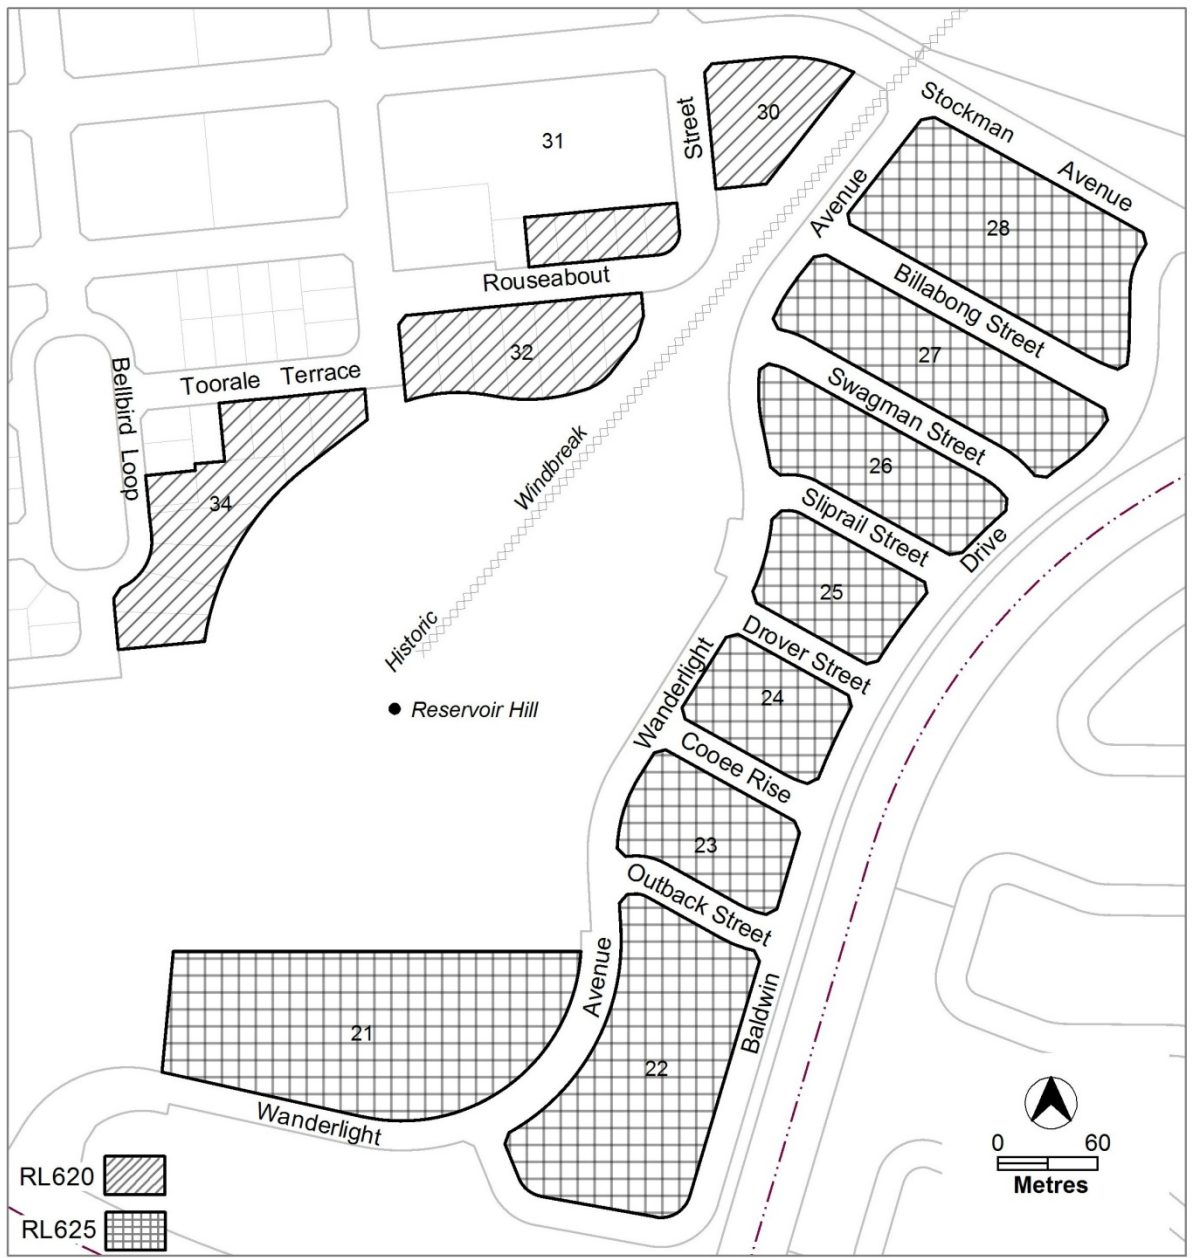 Stockman
Avenue
30
Street
31
Avenue
28
Rouseabout
Billabong Street
32
27
Bellbird Loop
Toorale Terrace
Swagman Street
26
Windbreak
34
Sliprail Street
Drive
25
Historic
Drover Street
Wanderlight
24
Reservoir Hill
Cooee Rise
23
Outback Street
Avenue
Baldwin
21
22
Wanderlight
0 60
Metres
RL620
RL625